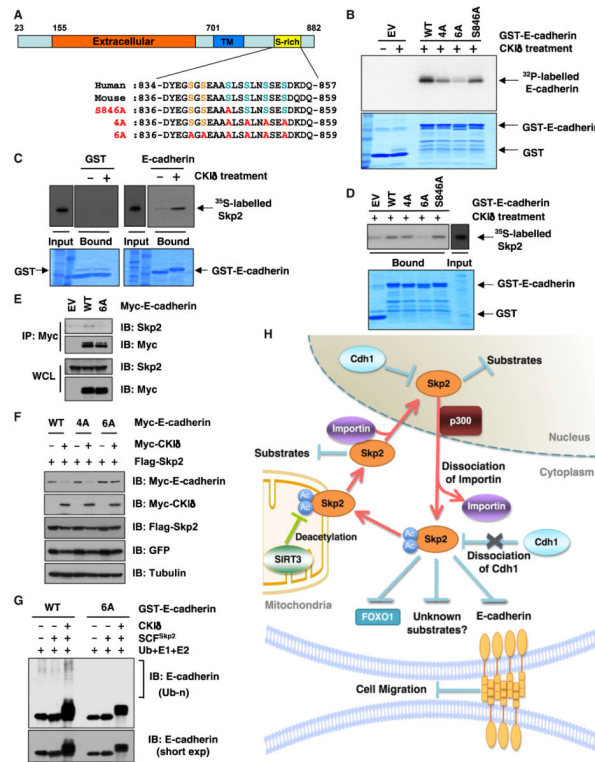 A
23 155 701 882
Extracellular TM S-rich
Human :834-DYEGSGSEAASLSSLNSSESDKDQ-857
Mouse :836-DYEGSGSEAASLSSLNSSESDKDQ-859
S846A :836-DYEGSGSEAAALSSLNSSESDKDQ-859
4A :836-DYEGSGSEAAALSALNASEADKDQ-859
6A :836-DYEGAGAEAAALSALNASEADKDQ-859
B
EV WT 4A 6A S846A GST-E-cadherin
− + + + + + CKIδ treatment
32P-labelled
E-cadherin
GST-E-cadherin
GST
C
GST E-cadherin
− + − + CKIδ treatment
35S-labelled
Skp2
Input Bound Input Bound
GST GST-E-cadherin
D
EV WT 4A 6A S846A GST-E-cadherin
+ + + + + CKIδ treatment
35S-labelled
Skp2
Bound Input
GST-E-cadherin
GST
E
EV WT 6A Myc-E-cadherin
IP: Myc
IB: Skp2
IB: Myc
WCL
IB: Skp2
IB: Myc
F
WT 4A 6A Myc-E-cadherin
− + − + − + Myc-CKIδ
+ + + + + + Flag-Skp2
IB: Myc-E-cadherin
IB: Myc-CKIδ
IB: Flag-Skp2
IB: GFP
IB: Tubulin
G
WT 6A GST-E-cadherin
− − + − − + CKIδ
− + + − + + SCFSkp2
+ + + + + + Ub+E1+E2
IB: E-cadherin
(Ub-n)
IB: E-cadherin
(short exp)
H
Cdh1
Substrates
Skp2
Importin
p300
Nucleus
Substrates
Skp2
Cytoplasm
Dissociation
of Importin
Importin
Ac
Ac
Skp2
Deacetylation
SIRT3
Mitochondria
Ac
Ac
Skp2
Cdh1
Dissociation
of Cdh1
FOXO1
Unknown
substrates?
E-cadherin
Cell Migration